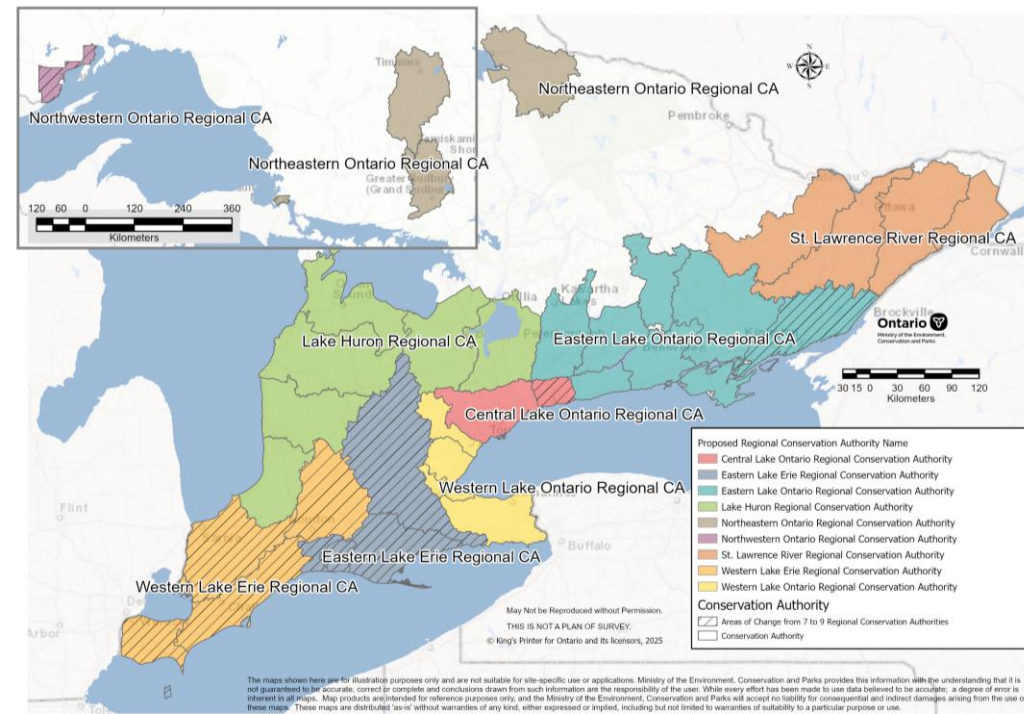 Timmins
Northeastern Ontario Regional CA
Pembroke
Northwestern Ontario Regional CA
Northeastern Ontario Regional CA
Greater Sudbury
(Grand Sudbury)
120 60 0 120 240 360
Kilometers
Ottawa
St. Lawrence River Regional CA
Cornwall
Sound
Orillia
Kawartha
Lakes
Brockville
Ontario
Ministry of the Environment,
Conservation and Parks
Lake Huron Regional CA
Eastern Lake Ontario Regional CA
30 15 0 30 60 90 120
Kilometers
Central Lake Ontario Regional CA
Proposed Regional Conservation Authority Name
Central Lake Ontario Regional Conservation Authority
Eastern Lake Erie Regional Conservation Authority
Eastern Lake Ontario Regional Conservation Authority
Lake Huron Regional Conservation Authority
Northeastern Ontario Regional Conservation Authority
Northwestern Ontario Regional Conservation Authority
St. Lawrence River Regional Conservation Authority
Western Lake Erie Regional Conservation Authority
Western Lake Ontario Regional Conservation Authority
Conservation Authority
Areas of Change from 7 to 9 Regional Conservation Authorities
Conservation Authority
Western Lake Ontario Regional CA
Flint
London
Sarnia
Buffalo
Eastern Lake Erie Regional CA
Western Lake Erie Regional CA
May Not be Reproduced without Permission.
THIS IS NOT A PLAN OF SURVEY.
© King's Printer for Ontario and its licensors, 2025
The maps shown here are for illustration purposes only and are not suitable for site-specific use or applications. Ministry of the Environment, Conservation and Parks provides this information with the understanding that it is
not guaranteed to be accurate, correct or complete and conclusions drawn from such information are the responsibility of the user. While every effort has been made to use data believed to be accurate; a degree of error is
inherent in all maps. Map products are intended for reference purposes only, and the Ministry of the Environment, Conservation and Parks will accept no liability for consequential and indirect damages arising from the use of
these maps. These maps are distributed 'as-is' without warranties of any kind, either expressed or implied, including but not limited to warranties of suitability to a particular purpose or use.